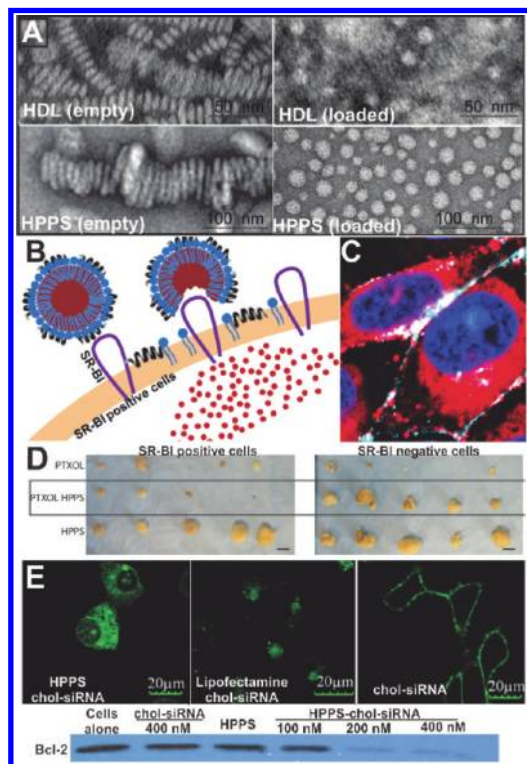 A
50 nm
HDL (empty)
50 nm
HDL (loaded)
100 nm
HPPS (empty)
100 nm
HPPS (loaded)
B
C
SR-BI
SR-BI positive cells
D
SR-BI positive cells
SR-BI negative cells
PTXOL
PTXOL HPPS
HPPS
E
HPPS
chol-siRNA
20µm
Lipofectamine
chol-siRNA
20µm
chol-siRNA
20µm
Cells
alone
chol-siRNA
400 nM
HPPS
HPPS-chol-siRNA
100 nM 200 nM 400 nM
Bcl-2